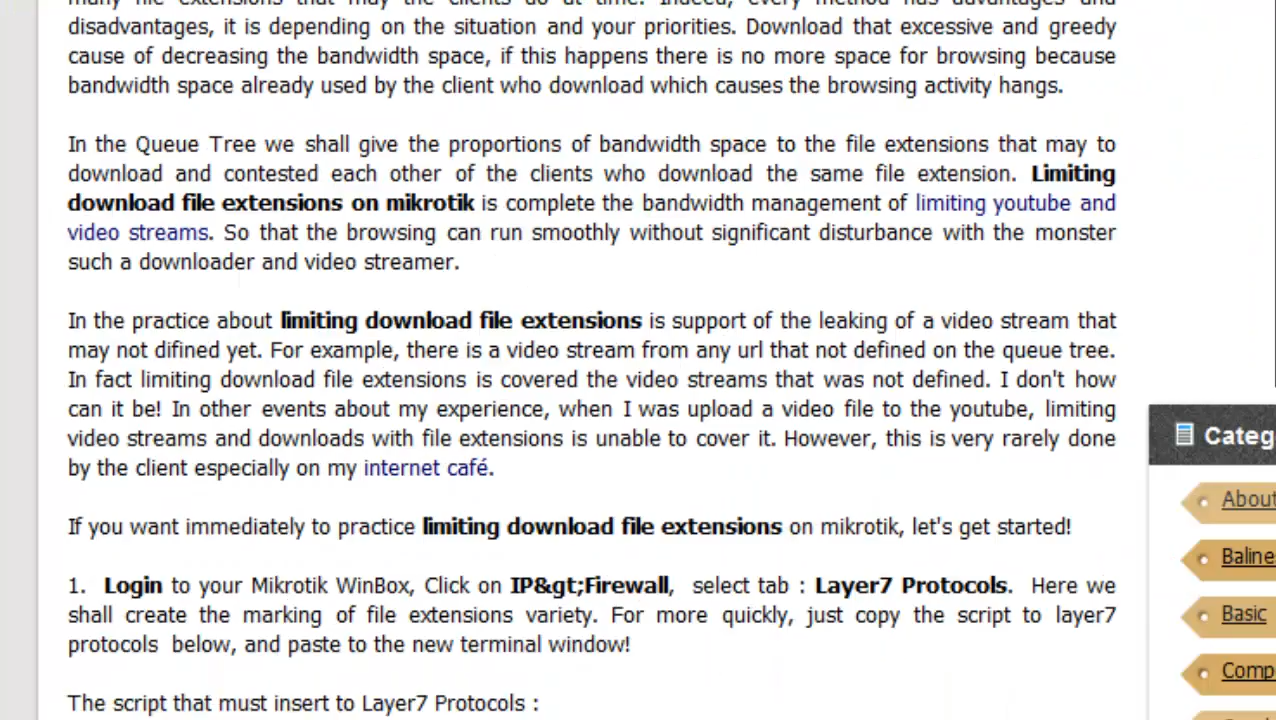 many file extensions that may the clients do at time. Indeed, every method has advantages and
disadvantages, it is depending on the situation and your priorities. Download that excessive and greedy
cause of decreasing the bandwidth space, if this happens there is no more space for browsing because
bandwidth space already used by the client who download which causes the browsing activity hangs.
In the Queue Tree we shall give the proportions of bandwidth space to the file extensions that may to
download and contested each other of the clients who download the same file extension. Limiting
download file extensions on mikrotik is complete the bandwidth management of limiting youtube and
video streams. So that the browsing can run smoothly without significant disturbance with the monster
such a downloader and video streamer.
In the practice about limiting download file extensions is support of the leaking of a video stream that
may not difined yet. For example, there is a video stream from any url that not defined on the queue tree.
In fact limiting download file extensions is covered the video streams that was not defined. I don't how
can it be! In other events about my experience, when I was upload a video file to the youtube, limiting
video streams and downloads with file extensions is unable to cover it. However, this is very rarely done
by the client especially on my internet café.
If you want immediately to practice limiting download file extensions on mikrotik, let's get started!
1. Login to your Mikrotik WinBox, Click on IP&gt;Firewall, select tab : Layer7 Protocols. Here we
shall create the marking of file extensions variety. For more quickly, just copy the script to layer7
protocols below, and paste to the new terminal window!
The script that must insert to Layer7 Protocols :
Categ
About
Baline
Basic
Comp